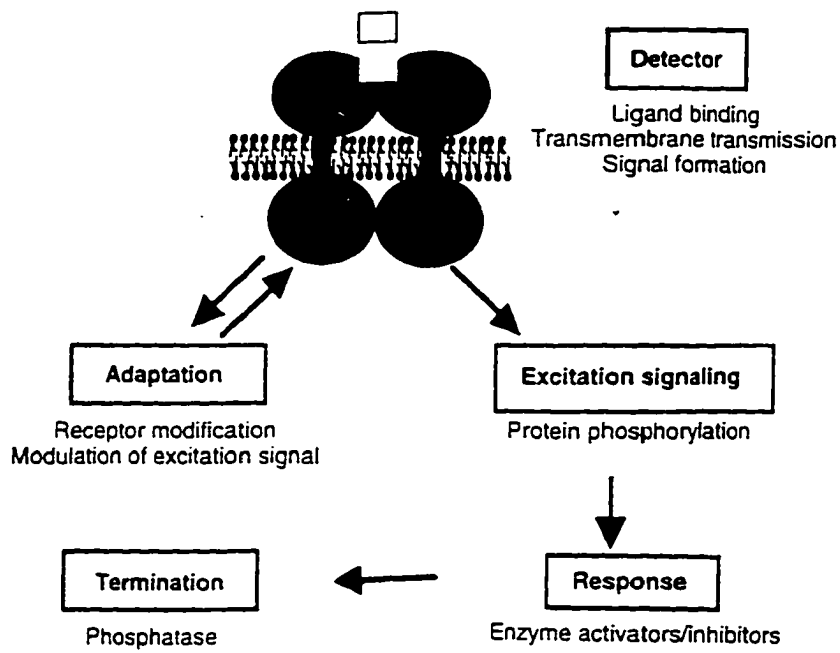 Detector
Ligand binding
Transmembrane transmission
Signal formation
Adaptation
Receptor modification
Modulation of excitation signal
Excitation signaling
Protein phosphorylation
Termination
Phosphatase
Response
Enzyme activators/inhibitors